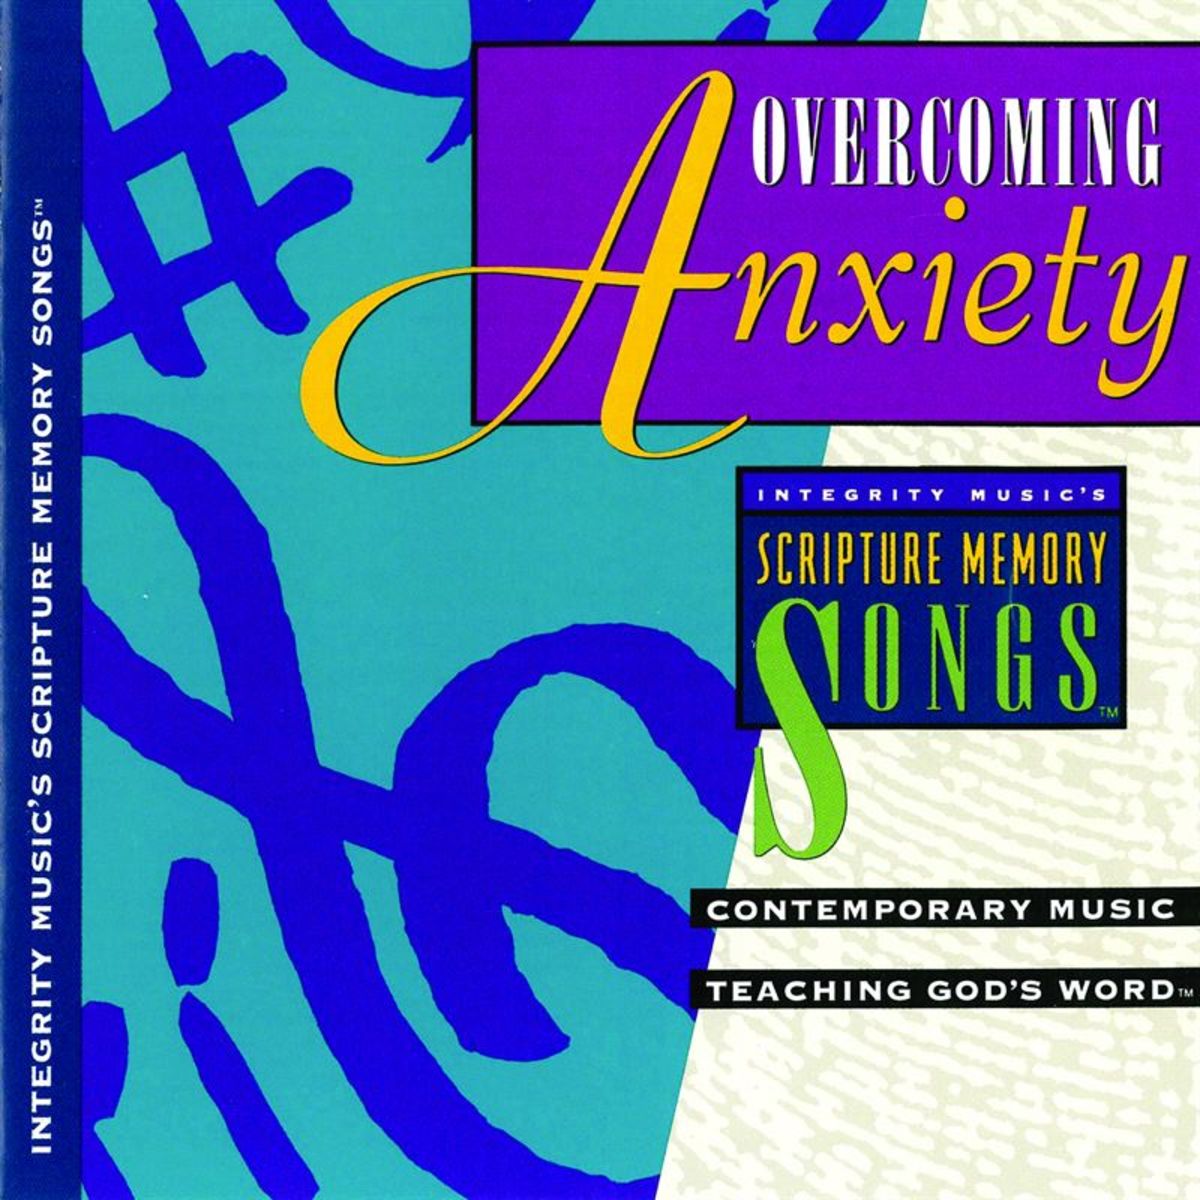 INTEGRITY MUSIC'S SCRIPTURE MEMORY SONGS™
OVERCOMING
Anxiety
INTEGRITY MUSIC'S
SCRIPTURE MEMORY
SONGS™
CONTEMPORARY MUSIC
TEACHING GOD'S WORD™